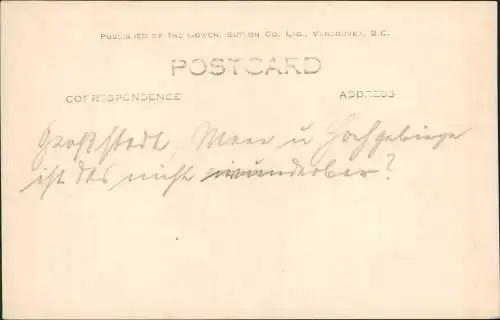 PUBLISHED BY THE GOWEN, SUTTON CO. LTD., VANCOUVER, B.C.
POSTCARD
CORRESPONDENCE ADDRESS
Großstadt, Meer u Hochgebirge
ist das nicht wunderbar?